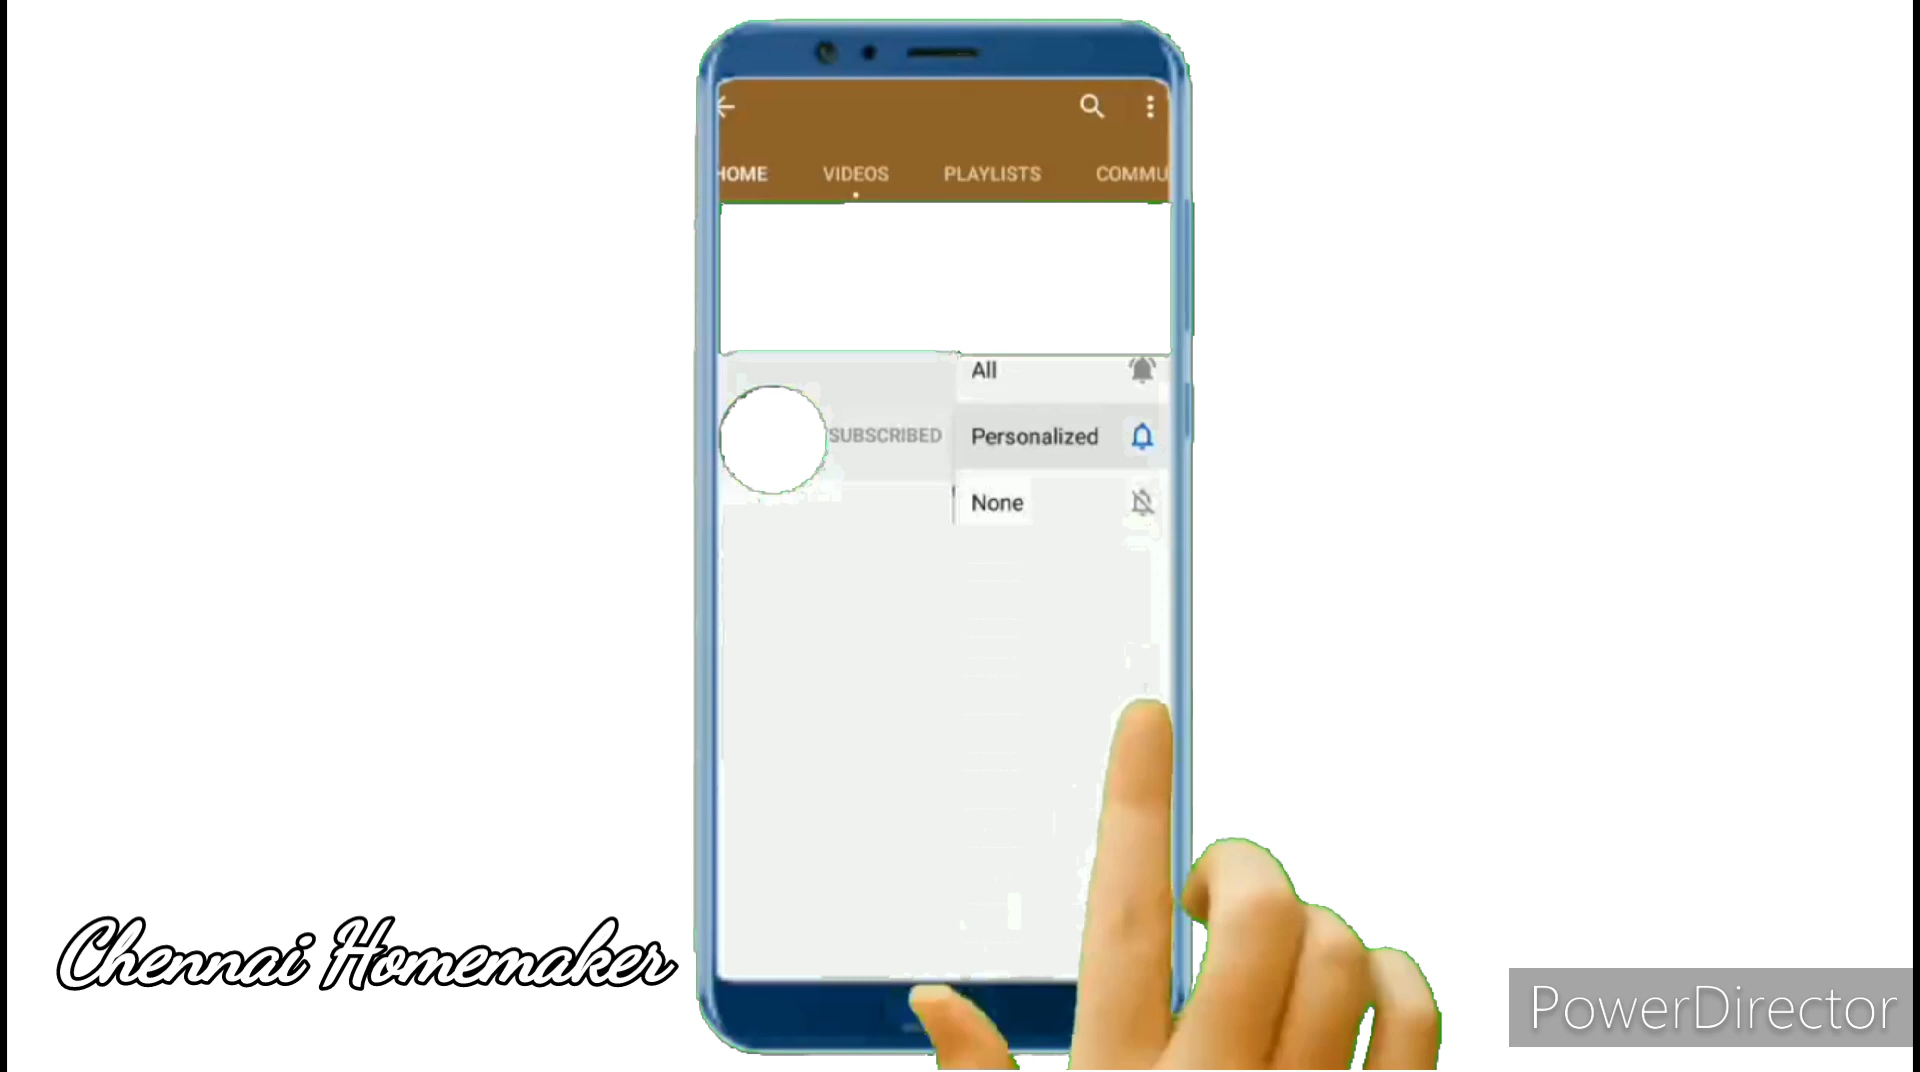 HOME VIDEOS PLAYLISTS COMMU
All
SUBSCRIBED Personalized
None
Chennai Homemaker
PowerDirector